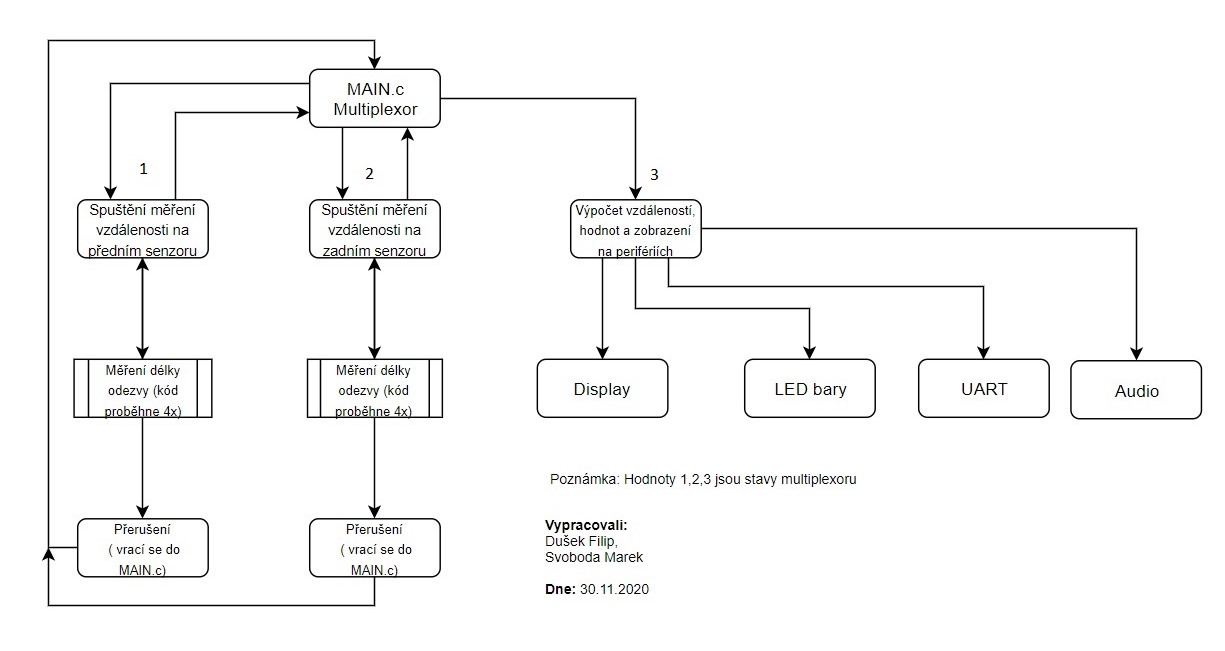 MAIN.c
Multiplexor
1
2
3
Spuštění měření
vzdálenosti na
předním senzoru
Spuštění měření
vzdálenosti na
zadním senzoru
Výpočet vzdáleností,
hodnot a zobrazení
na perifériích
Měření délky
odezvy (kód
proběhne 4x)
Měření délky
odezvy (kód
proběhne 4x)
Display
LED bary
UART
Audio
Poznámka: Hodnoty 1,2,3 jsou stavy multiplexoru
Přerušení
( vrací se do
MAIN.c)
Přerušení
( vrací se do
MAIN.c)
Vypracovali:
Dušek Filip,
Svoboda Marek
Dne: 30.11.2020